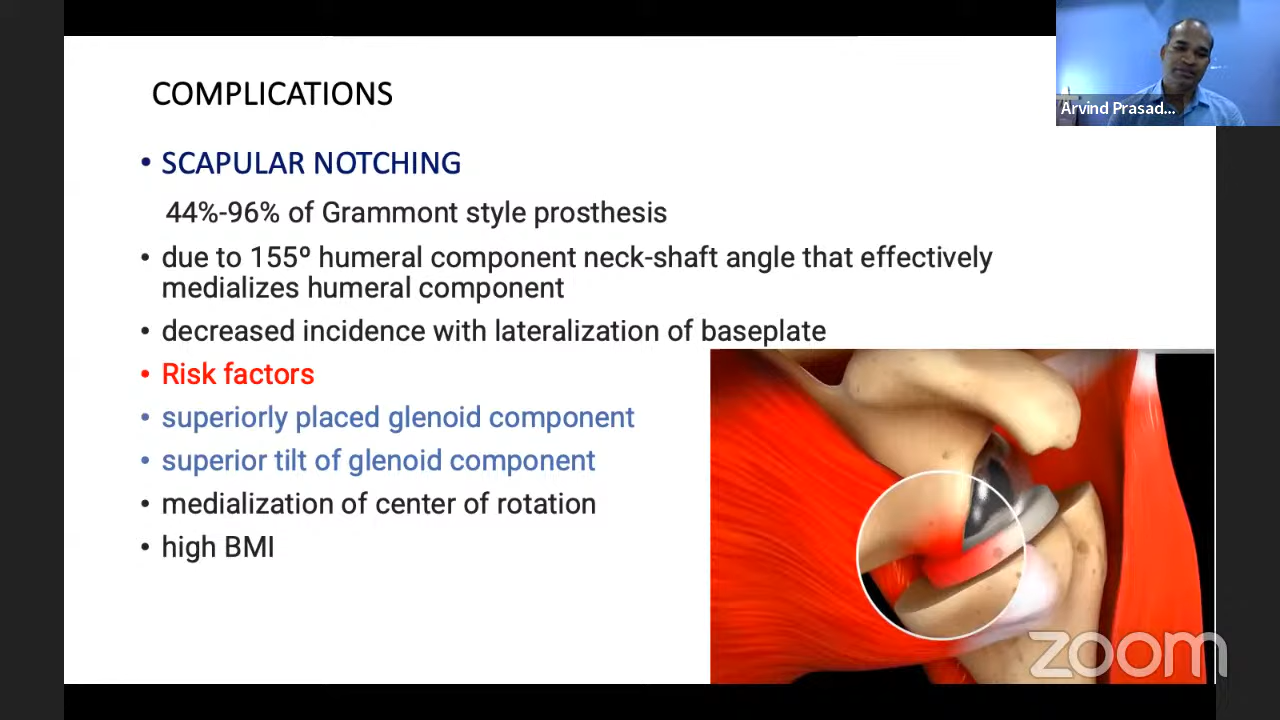 COMPLICATIONS
Arvind Prasad...
• SCAPULAR NOTCHING
44%-96% of Grammont style prosthesis
• due to 155º humeral component neck-shaft angle that effectively
medializes humeral component
• decreased incidence with lateralization of baseplate
• Risk factors
• superiorly placed glenoid component
• superior tilt of glenoid component
• medialization of center of rotation
• high BMI
zoom